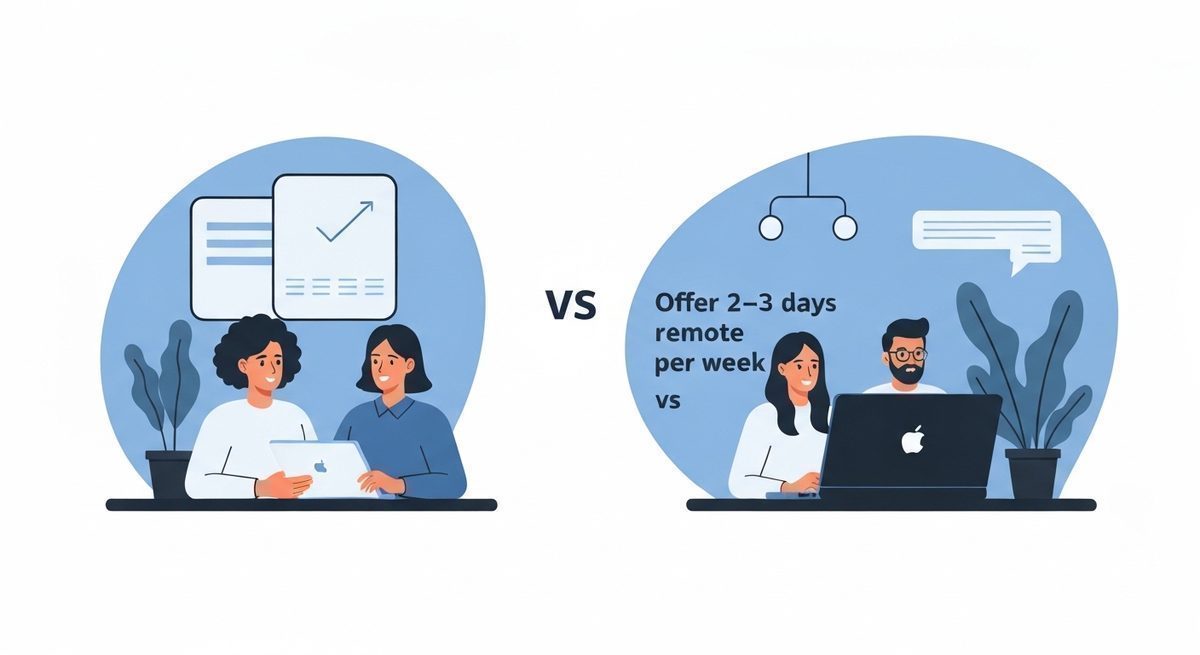 VS
Offer 2–3 days
remote
per week
vs